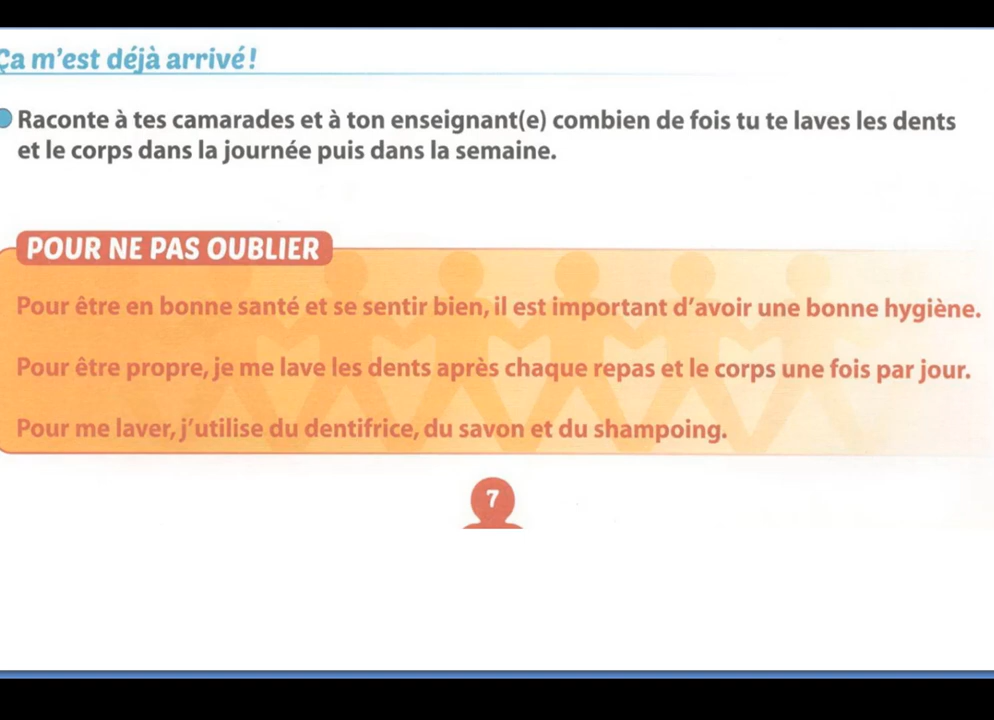 Ça m'est déjà arrivé!
Raconte à tes camarades et à ton enseignant(e) combien de fois tu te laves les dents
et le corps dans la journée puis dans la semaine.
POUR NE PAS OUBLIER
Pour être en bonne santé et se sentir bien, il est important d'avoir une bonne hygiène.
Pour être propre, je me lave les dents après chaque repas et le corps une fois par jour.
Pour me laver, j'utilise du dentifrice, du savon et du shampoing.
7